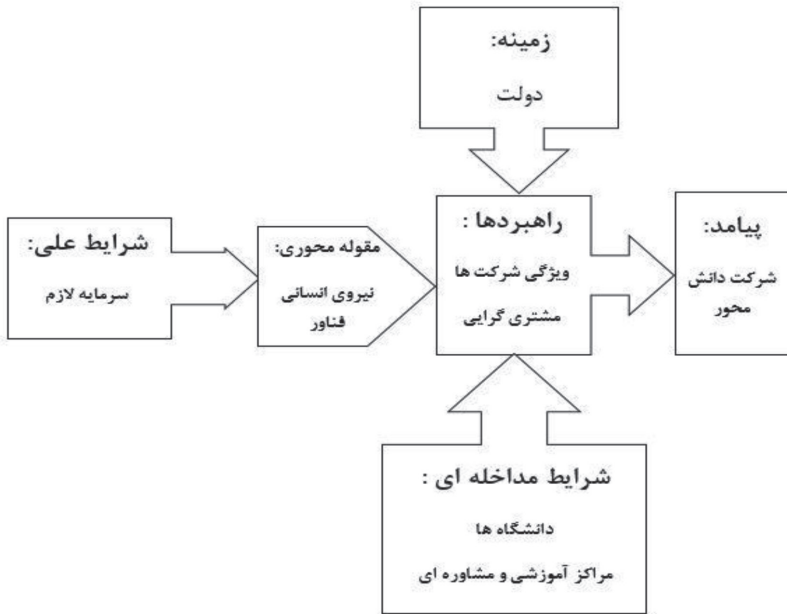 زمینه:
دولت
شرایط علی:
سرمایه لازم
مقوله محوری:
نیروی انسانی
فناور
راهبردها :
ویژگی شرکت ها
مشتری گرایی
پیامد:
شرکت دانش
محور
شرایط مداخله ای :
دانشگاه ها
مراکز آموزشی و مشاوره ای